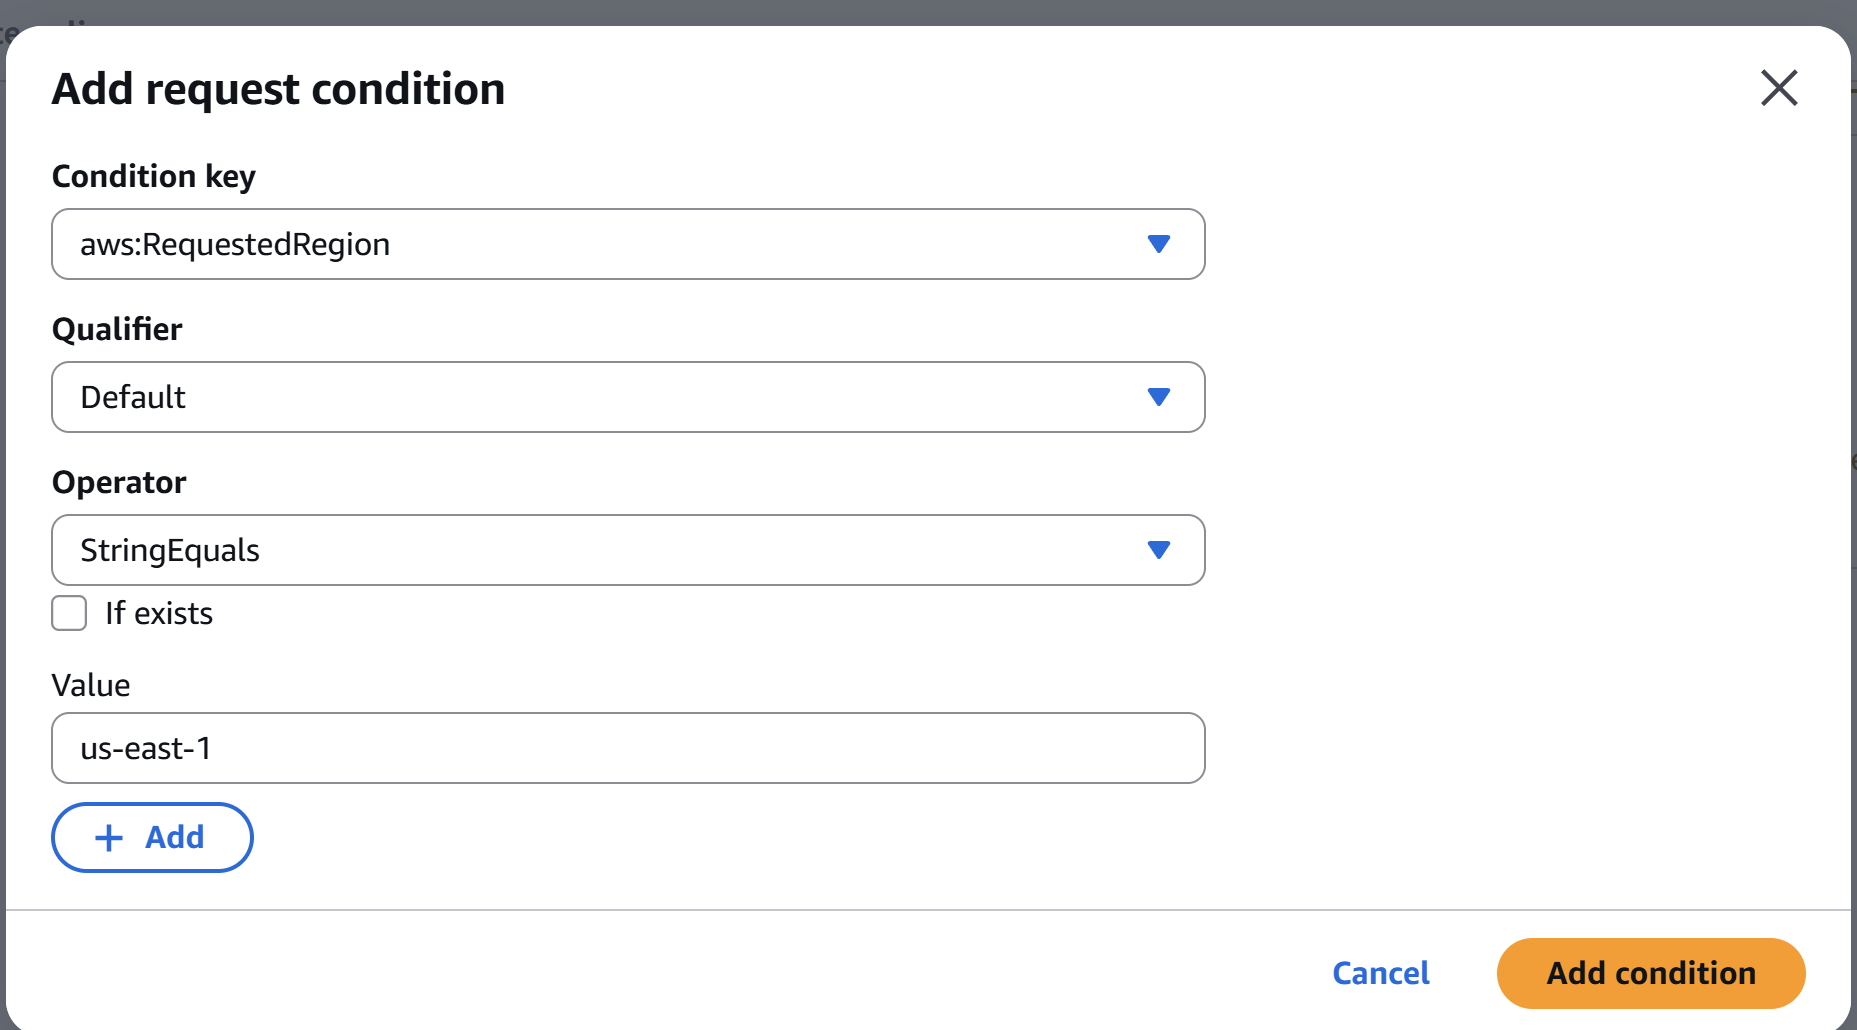 Add request condition
Condition key
aws:RequestedRegion
Qualifier
Default
Operator
StringEquals
If exists
Value
us-east-1
Add
Cancel
Add condition